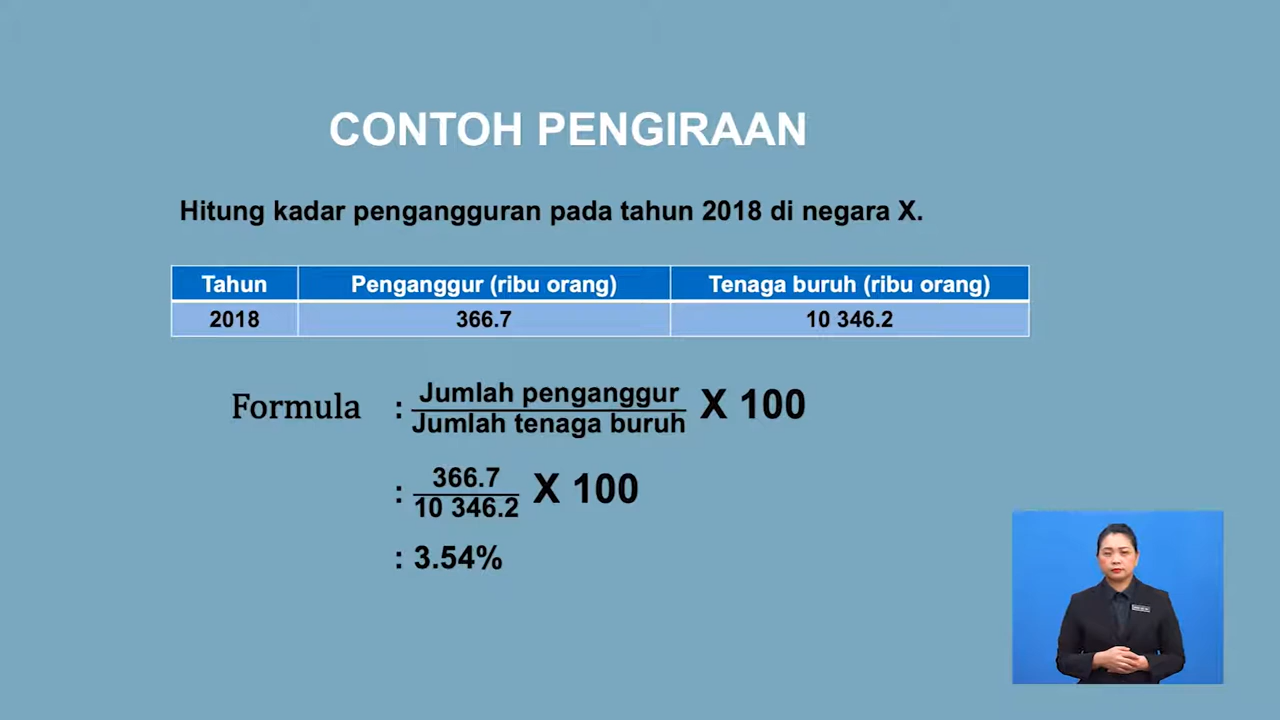 CONTOH PENGIRAAN
Hitung kadar pengangguran pada tahun 2018 di negara X.
Tahun Penganggur (ribu orang) Tenaga buruh (ribu orang)
2018 366.7 10 346.2
Formula : Jumlah penganggur X 100
Jumlah tenaga buruh
: 366.7 X 100
10 346.2
: 3.54%